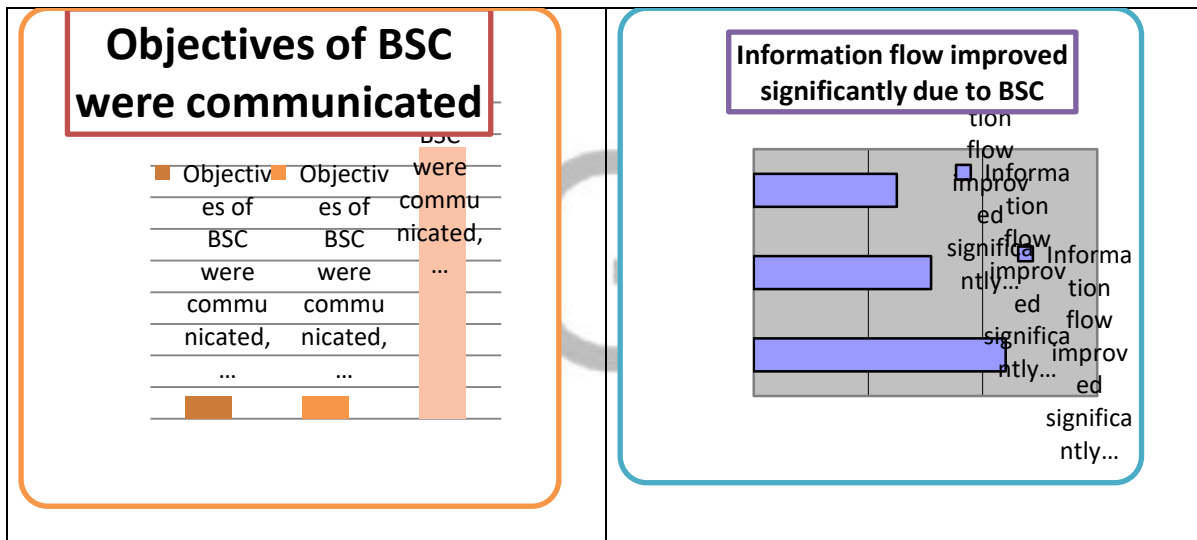 Objectives of BSC
were communicated
Objectiv
es of
BSC
were
commu
nicated,
...
Objectiv
es of
BSC
were
commu
nicated,
...
BSC
were
commu
nicated,
...
Information flow improved
significantly due to BSC
tion
flow
improv
ed
significa
ntly...
Informa
tion
flow
improv
ed
significa
ntly...
Informa
tion
flow
improv
ed
significa
ntly...